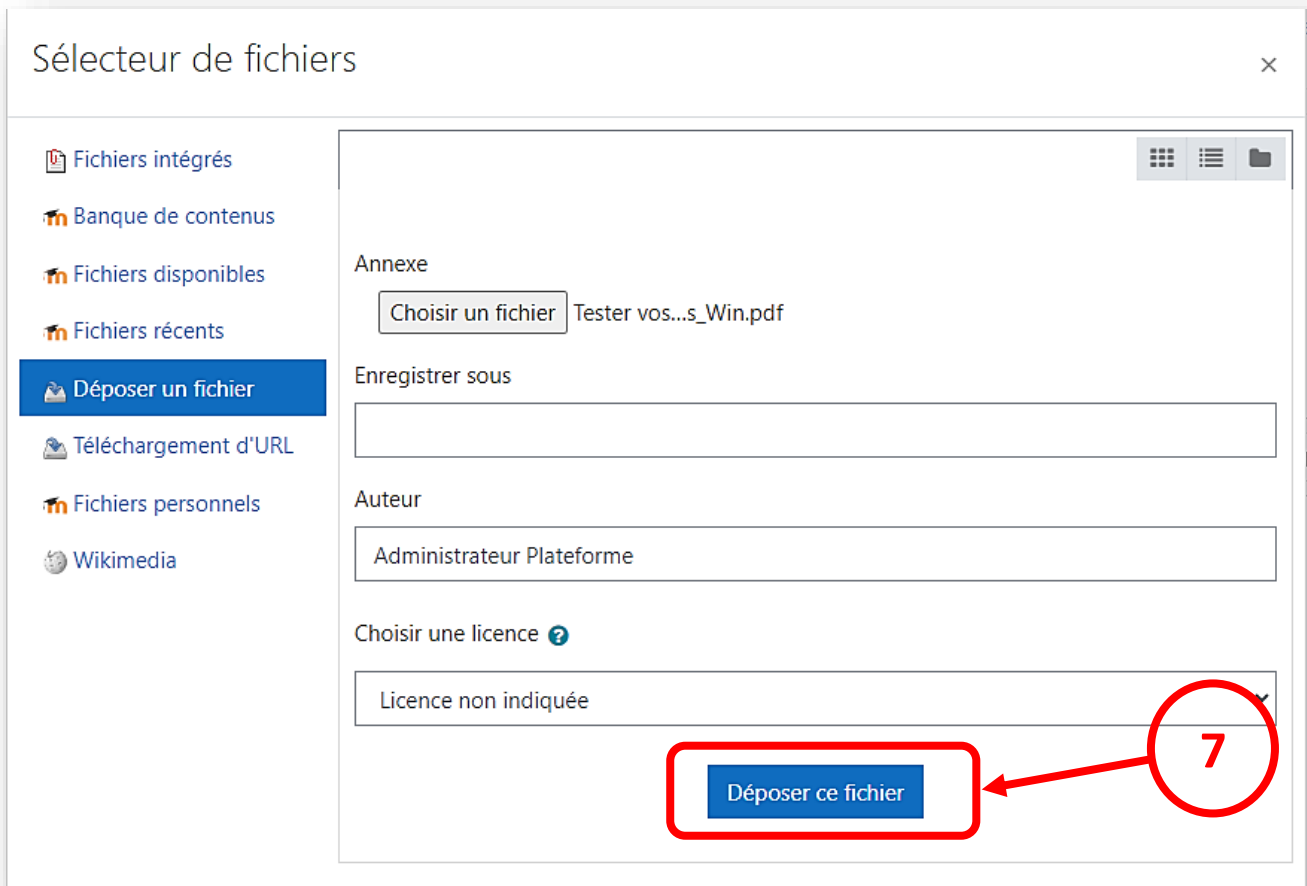 Sélecteur de fichiers
×
Fichiers intégrés
Banque de contenus
Fichiers disponibles
Fichiers récents
Déposer un fichier
Téléchargement d'URL
Fichiers personnels
Wikimedia
Annexe
Choisir un fichier Tester vos...s_Win.pdf
Enregistrer sous
Auteur
Administrateur Plateforme
Choisir une licence ?
Licence non indiquée
7
Déposer ce fichier